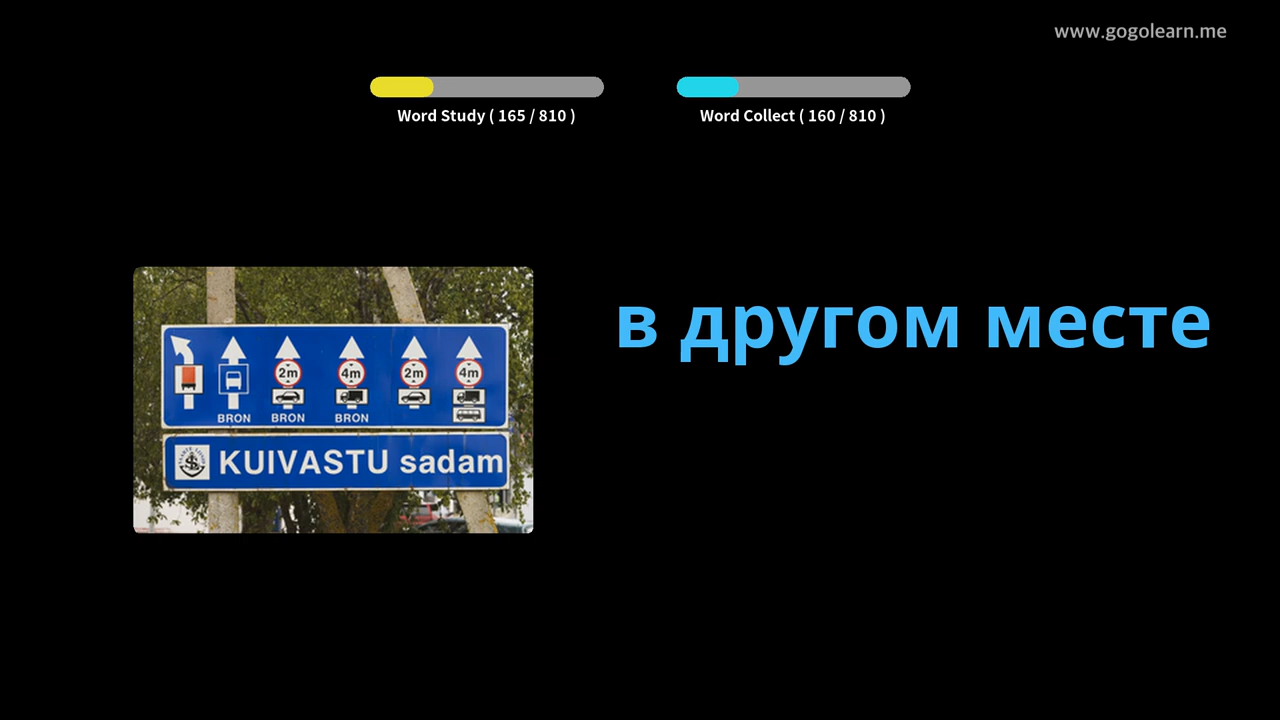 www.gogolearn.me
Word Study ( 165 / 810 )
Word Collect ( 160 / 810 )
в другом месте
2m 4m 2m 4m
BRON BRON BRON
KUIVASTU sadam